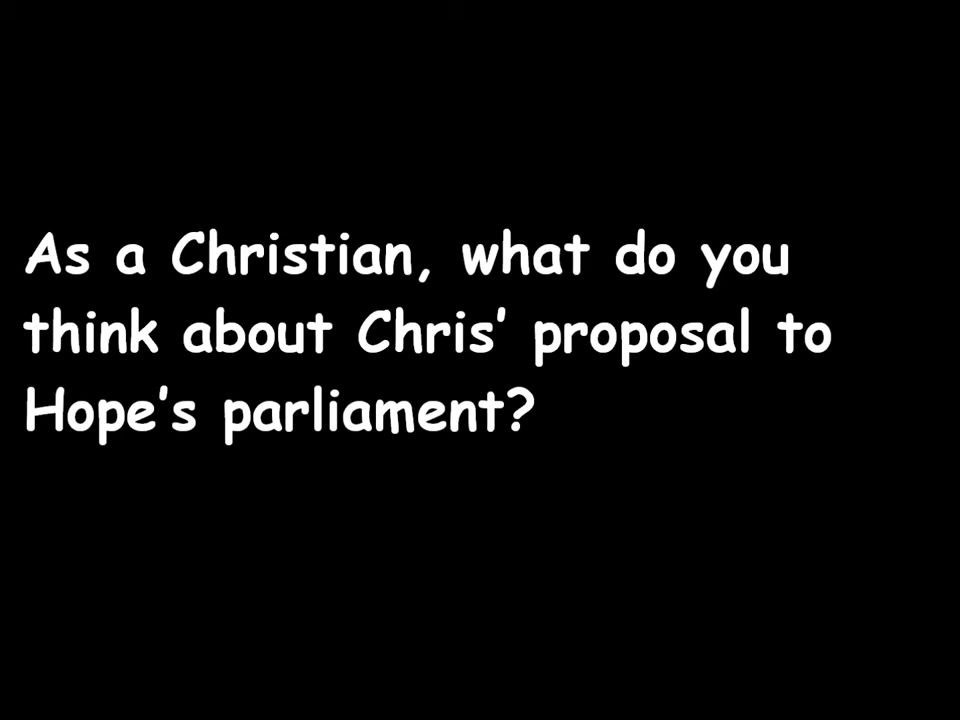 As a Christian, what do you
think about Chris’ proposal to
Hope’s parliament?